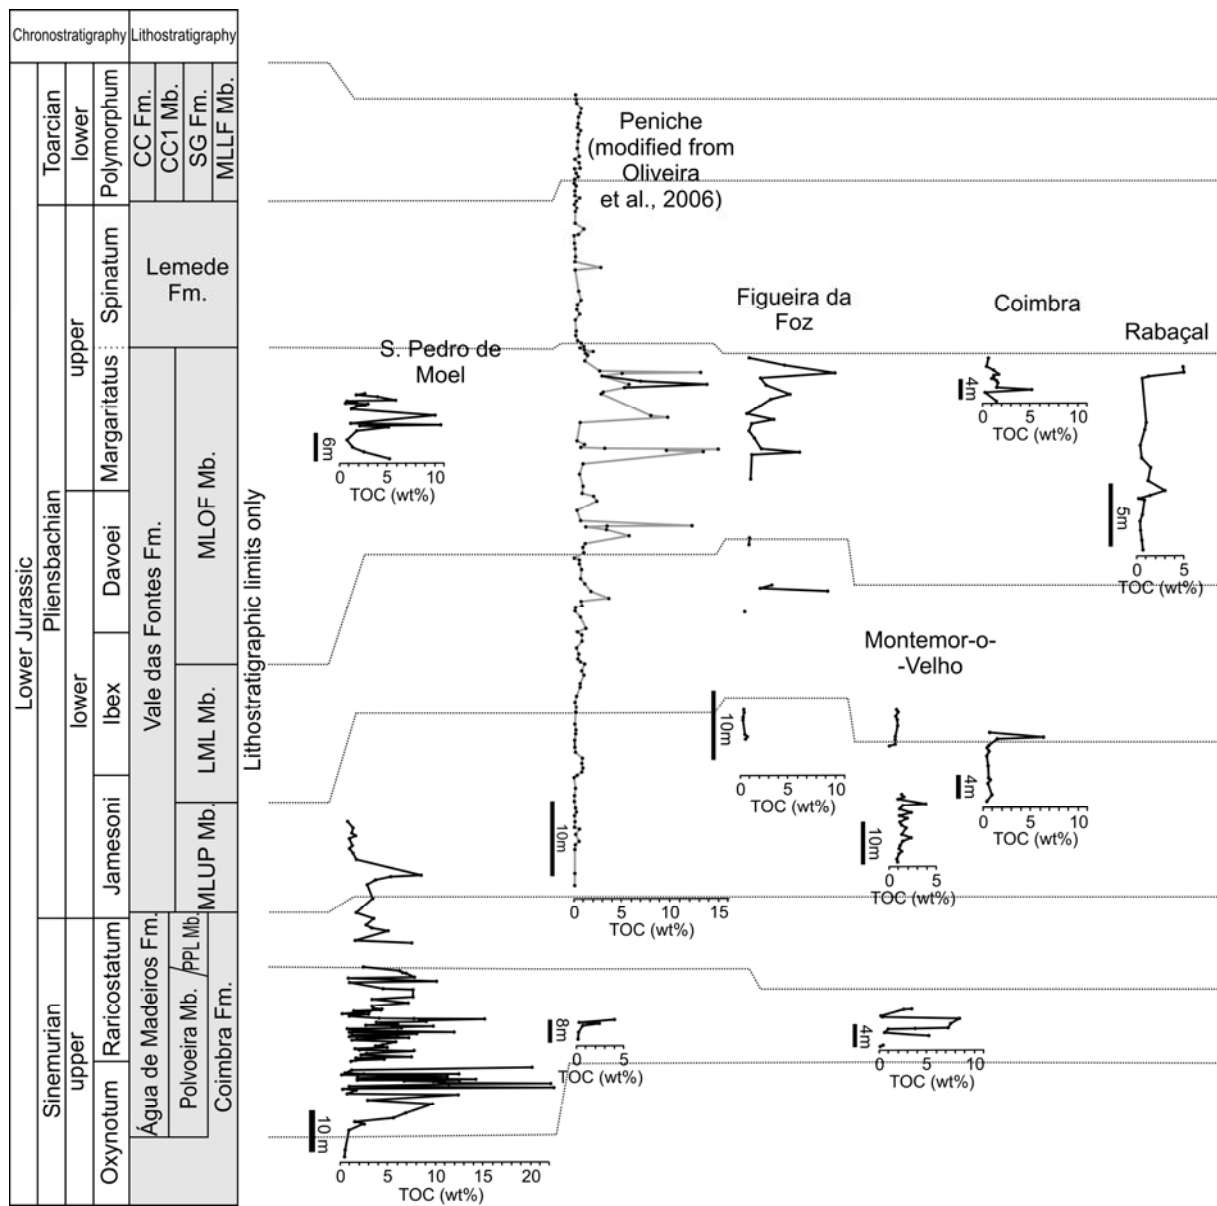 Chronostratigraphy
Lithostratigraphy
Lower Jurassic
Toarcian
Pliensbachian
Sinemurian
lower
upper
lower
upper
Polymorphum
Spinatum
Margaritatus
Davoei
Ibex
Jamesoni
Raricostatum
Oxynotum
CC Fm.
CC1 Mb.
SG Fm.
MLLF Mb.
Lemede
Fm.
Vale das Fontes Fm.
MLOF Mb.
LML Mb.
MLUP Mb.
Água de Madeiros Fm.
Polvoeira Mb.
PPL Mb.
Coimbra Fm.
Lithostratigraphic limits only
S. Pedro de
Moel
6m
0 5 10
TOC (wt%)
10 m
0 5 10 15 20
TOC (wt%)
Peniche
(modified from
Oliveira
et al., 2006)
10m
0 5 10 15
TOC (wt%)
8m
0 5
TOC (wt%)
Figueira da
Foz
10m
0 5 10
TOC (wt%)
Montemor-o-
-Velho
10m
0 5
TOC (wt%)
4m
0 5 10
TOC (wt%)
Coimbra
4m
0 5 10
TOC (wt%)
4m
0 5 10
TOC (wt%)
Rabaçal
5m
0 5
TOC (wt%)